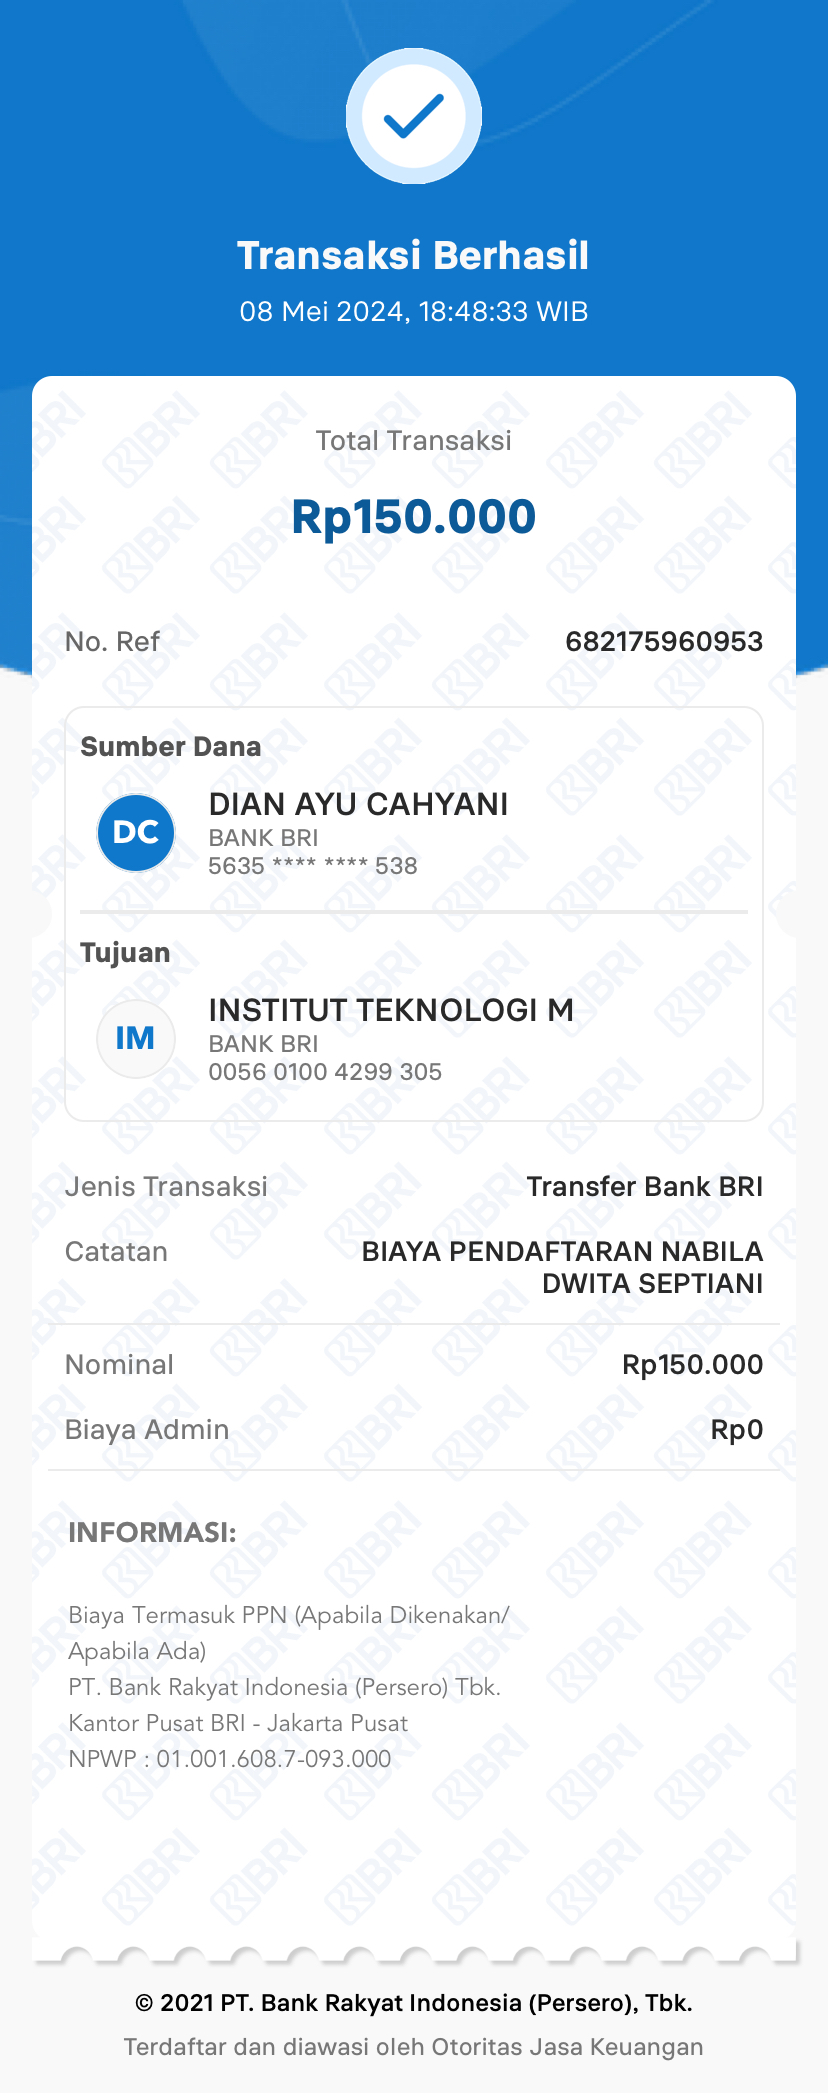 Transaksi Berhasil
08 Mei 2024, 18:48:33 WIB
Total Transaksi
Rp150.000
No. Ref 682175960953
Sumber Dana
DC
DIAN AYU CAHYANI
BANK BRI
5635 **** **** 538
Tujuan
IM
INSTITUT TEKNOLOGI M
BANK BRI
0056 0100 4299 305
Jenis Transaksi Transfer Bank BRI
Catatan BIAYA PENDAFTARAN NABILA
DWITA SEPTIANI
Nominal Rp150.000
Biaya Admin Rp0
INFORMASI:
Biaya Termasuk PPN (Apabila Dikenakan/
Apabila Ada)
PT. Bank Rakyat Indonesia (Persero) Tbk.
Kantor Pusat BRI - Jakarta Pusat
NPWP : 01.001.608.7-093.000
© 2021 PT. Bank Rakyat Indonesia (Persero), Tbk.
Terdaftar dan diawasi oleh Otoritas Jasa Keuangan